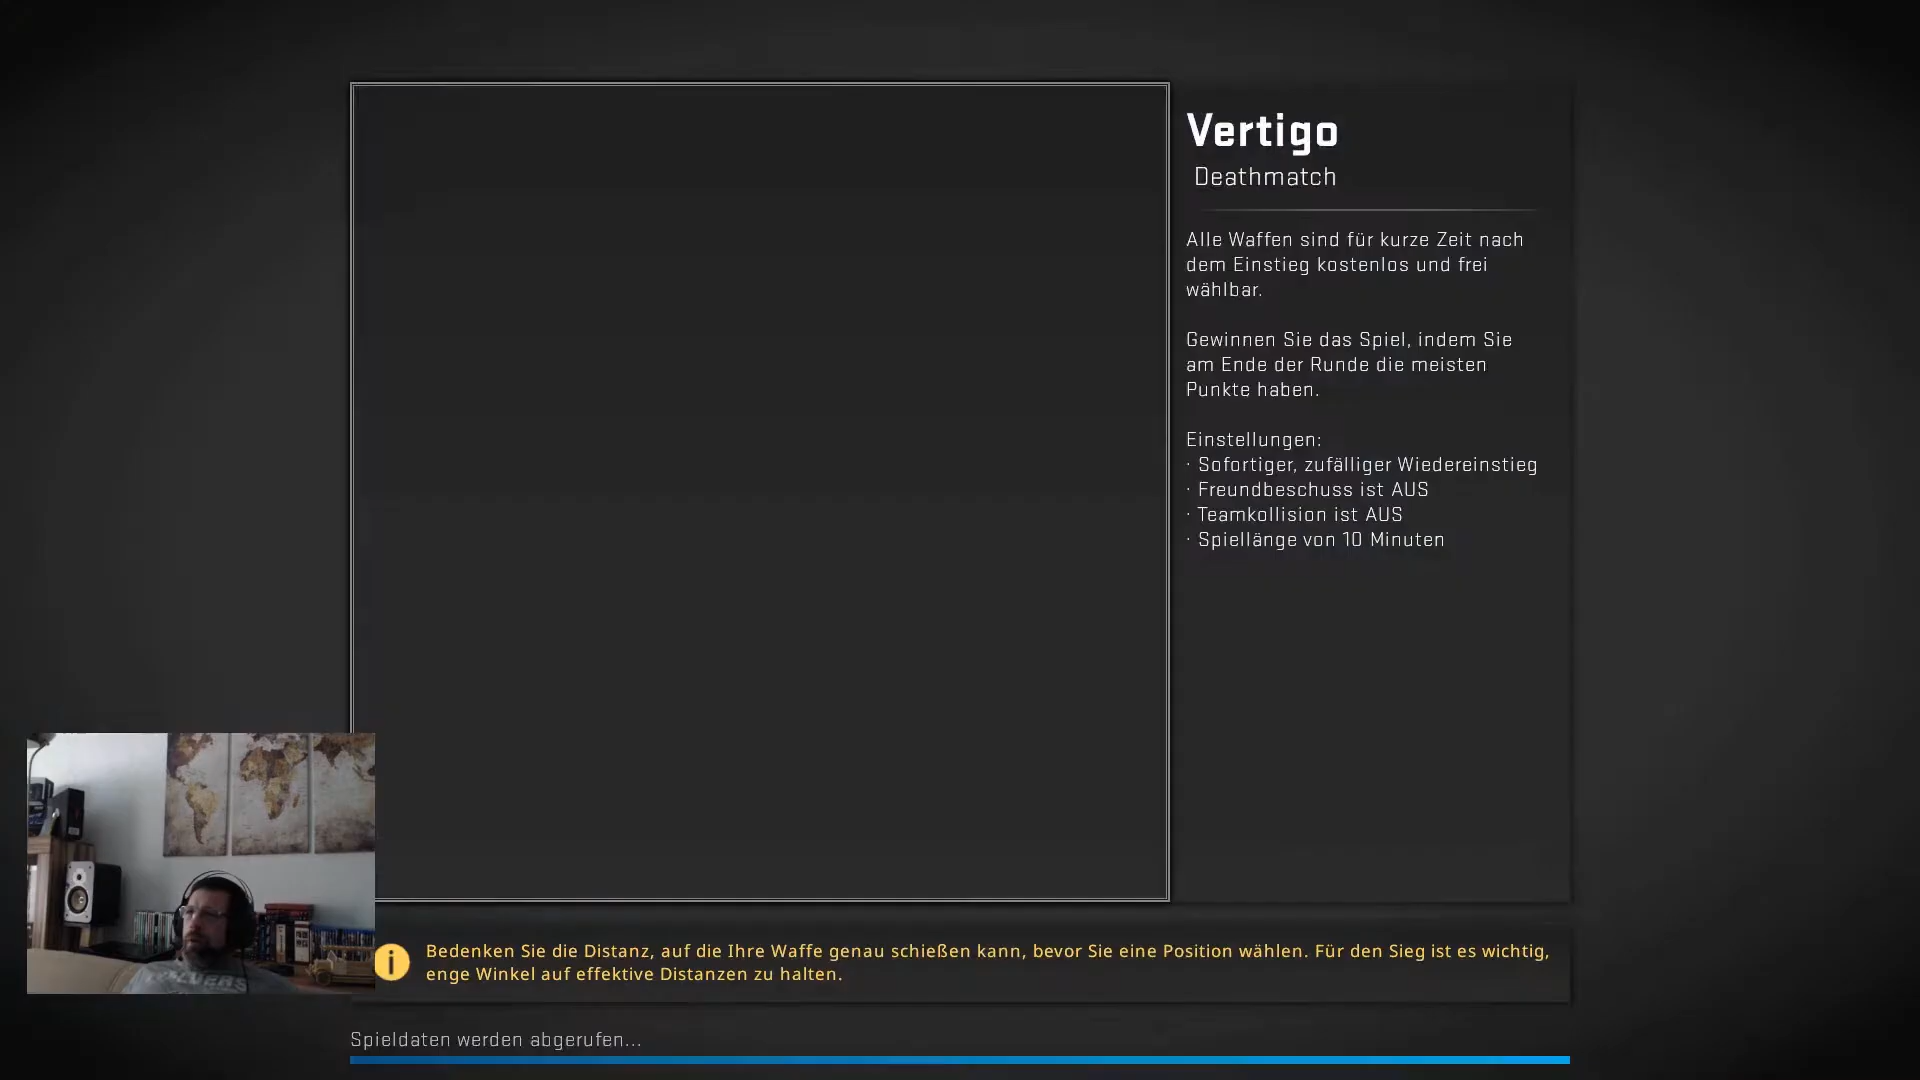 Vertigo
Deathmatch
Alle Waffen sind für kurze Zeit nach
dem Einstieg kostenlos und frei
wählbar.
Gewinnen Sie das Spiel, indem Sie
am Ende der Runde die meisten
Punkte haben.
Einstellungen:
· Sofortiger, zufälliger Wiedereinstieg
· Freundbeschuss ist AUS
· Teamkollision ist AUS
· Spiellänge von 10 Minuten
Bedenken Sie die Distanz, auf die Ihre Waffe genau schießen kann, bevor Sie eine Position wählen. Für den Sieg ist es wichtig,
enge Winkel auf effektive Distanzen zu halten.
Spieldaten werden abgerufen...